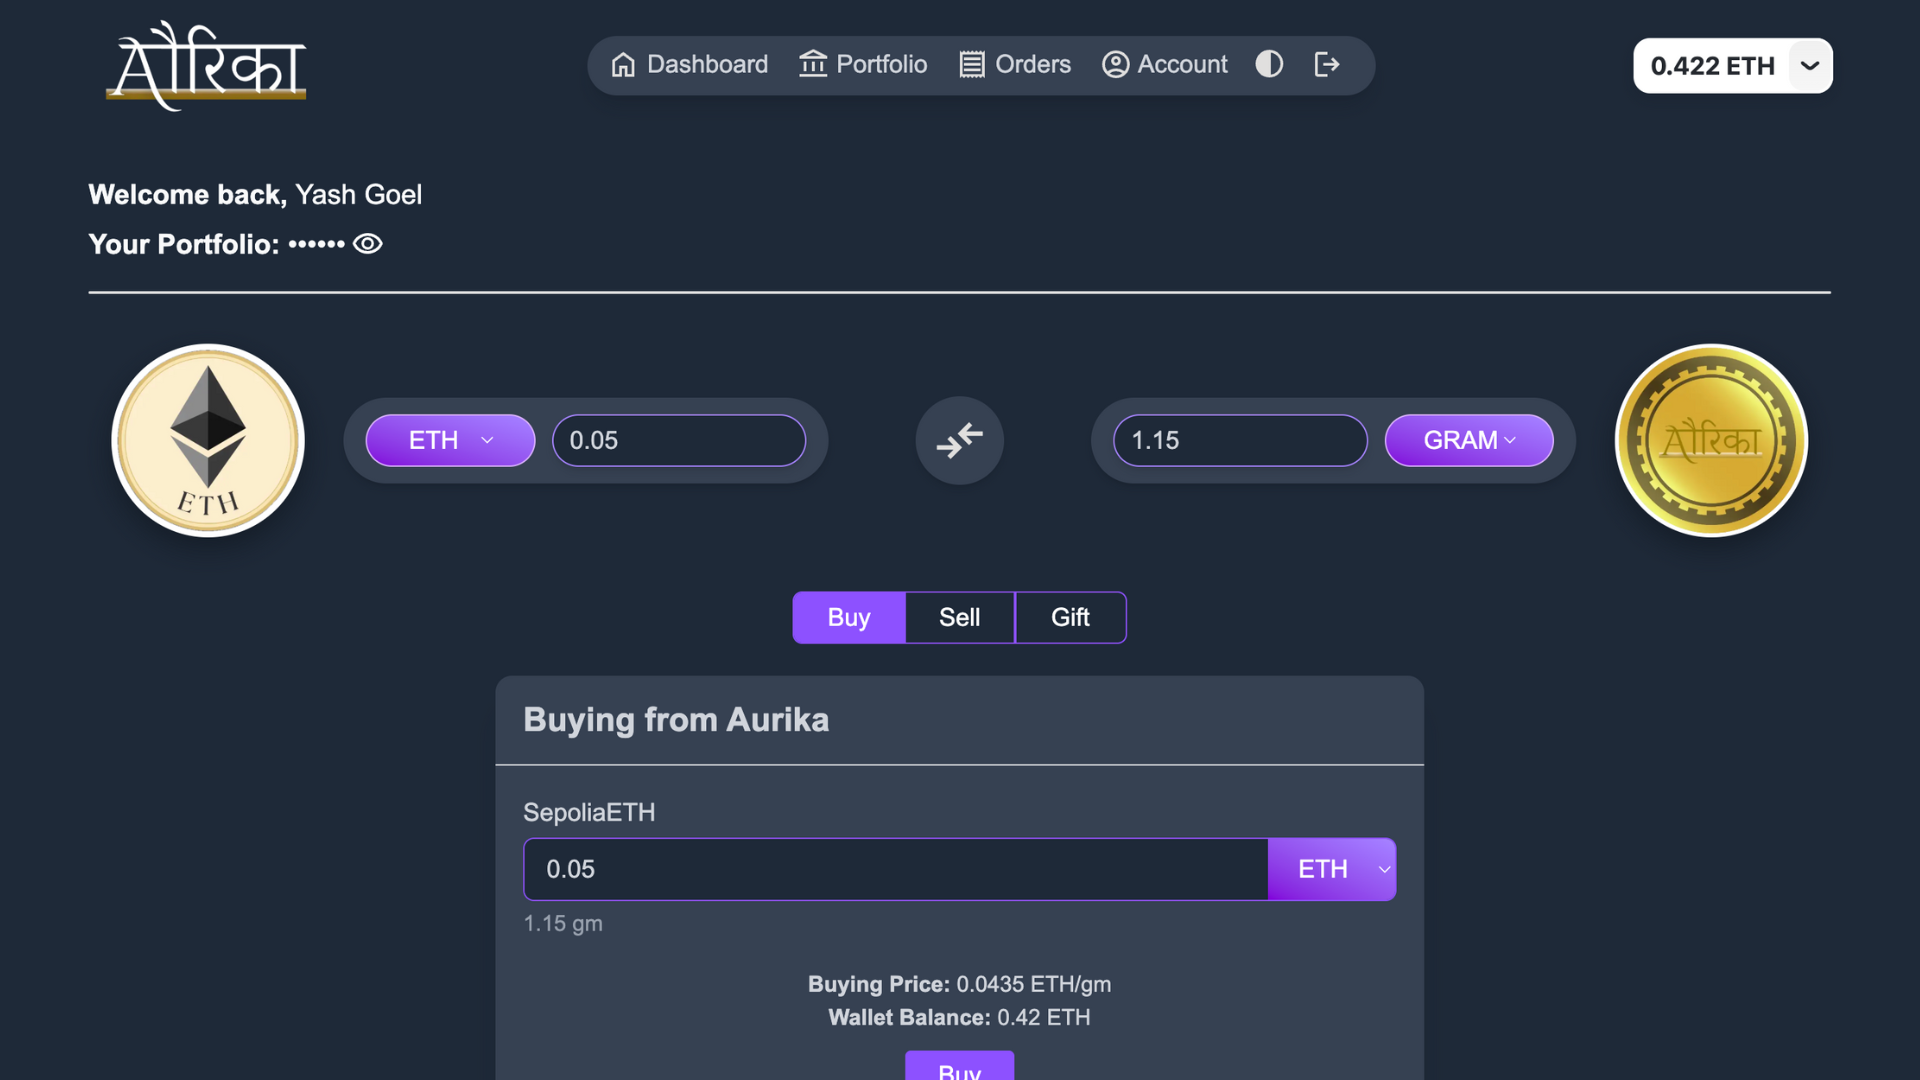 औरिका
Dashboard Portfolio Orders Account
0.422 ETH
Welcome back, Yash Goel
Your Portfolio: ••••••
ETH
ETH 0.05
1.15 GRAM
औरिका
Buy Sell Gift
Buying from Aurika
SepoliaETH
0.05 ETH
1.15 gm
Buying Price: 0.0435 ETH/gm
Wallet Balance: 0.42 ETH
Buy